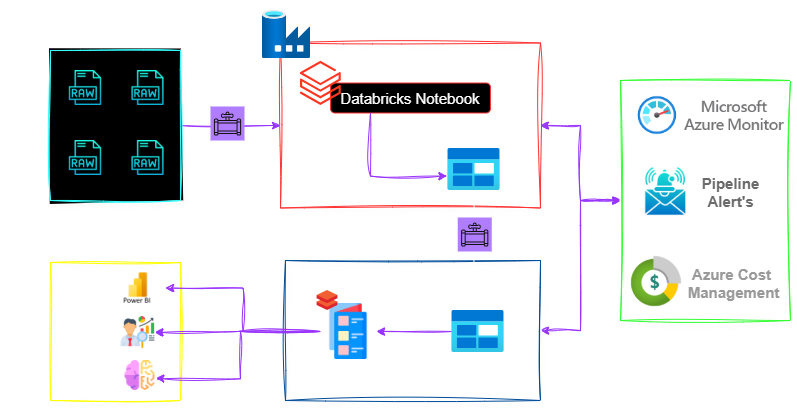 RAW
RAW
RAW
RAW
Databricks Notebook
Microsoft
Azure Monitor
Pipeline
Alert's
$
Azure Cost
Management
Power BI